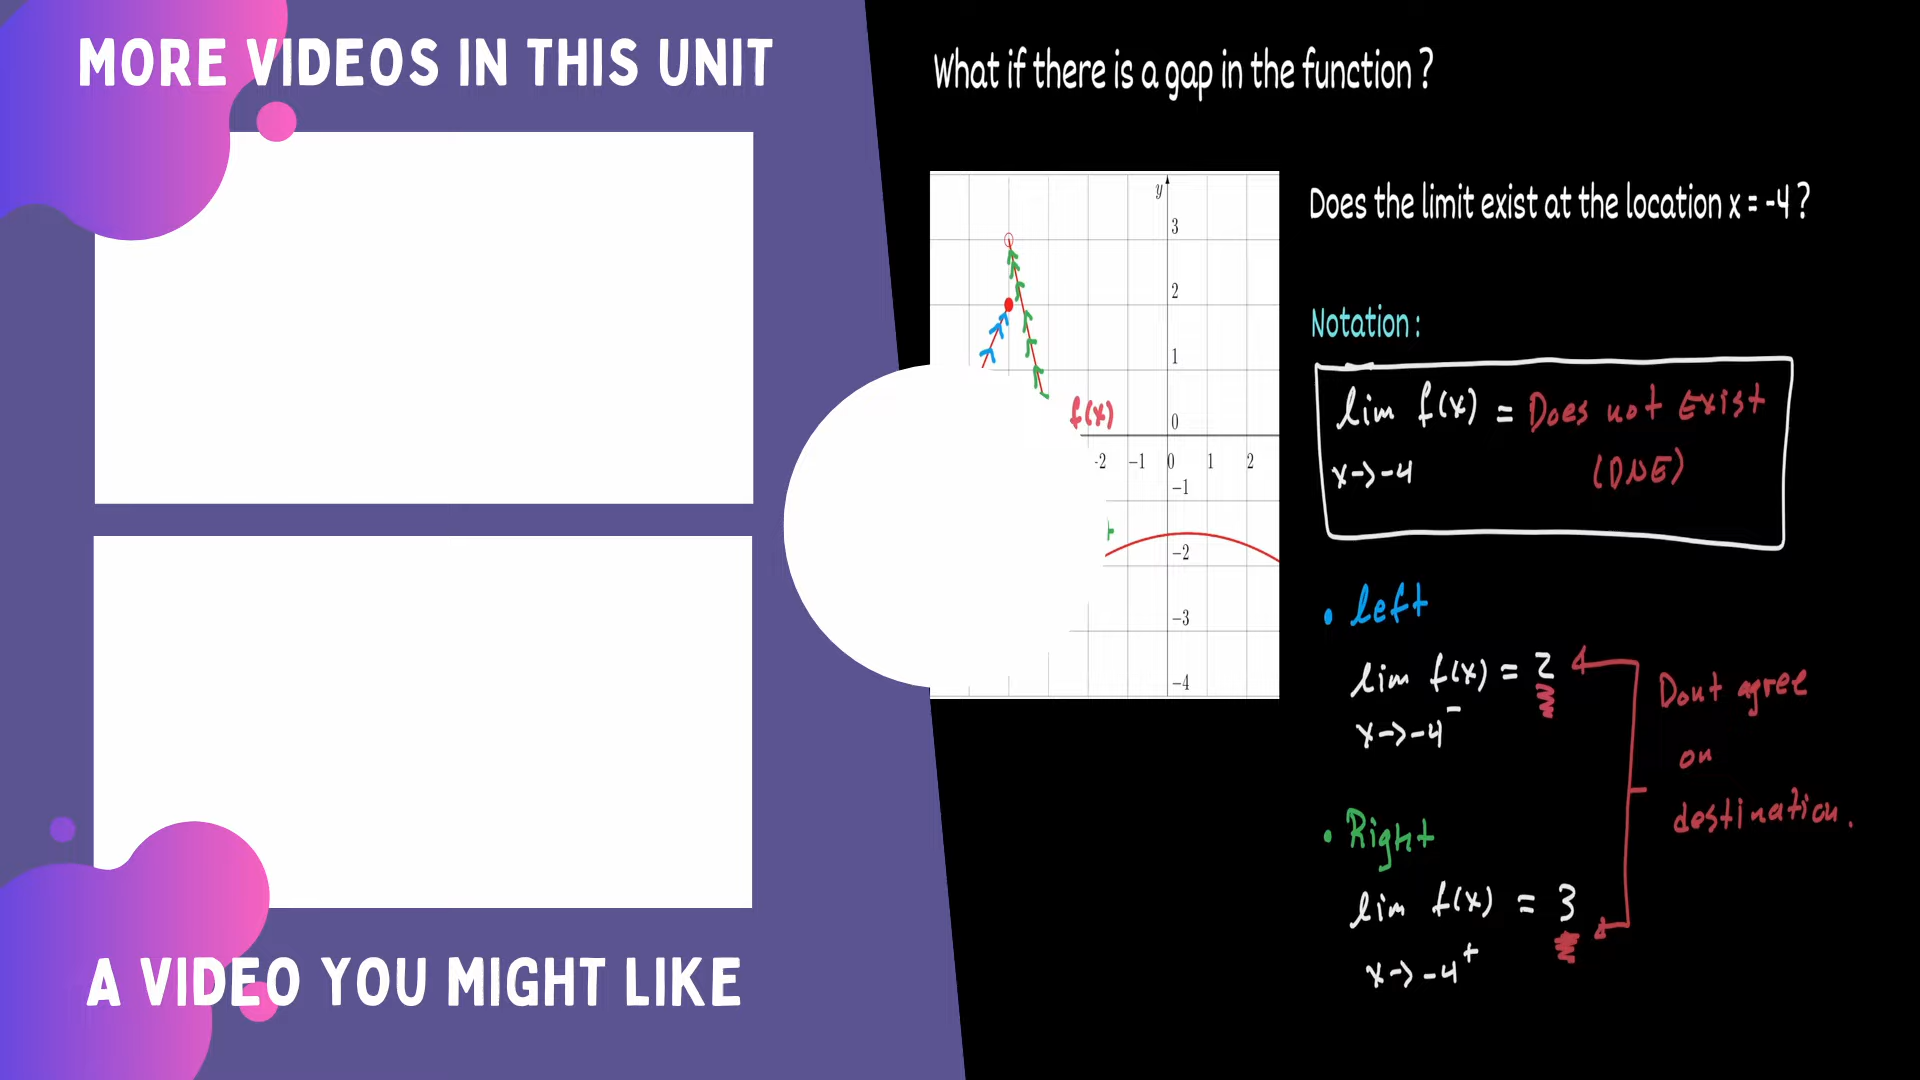 MORE VIDEOS IN THIS UNIT
A VIDEO YOU MIGHT LIKE
What if there is a gap in the function ?
y
3
2
1
0
-2 −1 0 1 2
−1
−2
−3
−4
f(x)
Does the limit exist at the location x = -4 ?
Notation :
lim f(x) = Does not Exist
x→-4 (DNE)
• left
lim f(x) = 2
x→-4⁻
• Right
lim f(x) = 3
x→-4⁺
Dont agree
on
destination.